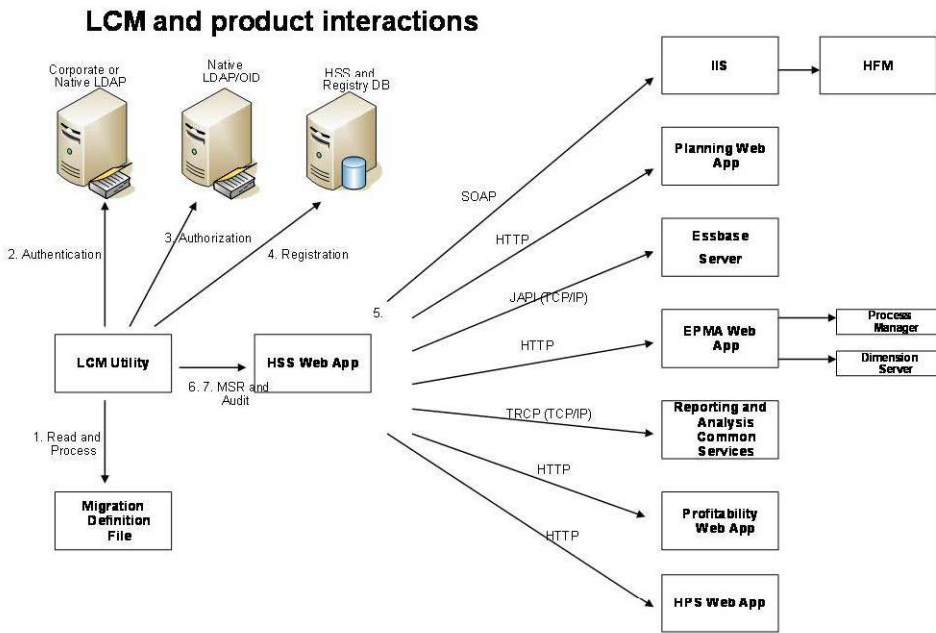 LCM and product interactions
Corporate or
Native LDAP
Native
LDAP/OID
HSS and
Registry DB
IIS
HFM
Planning Web
App
SOAP
2. Authentication
3. Authorization
4. Registration
HTTP
Essbase
Server
JAPI (TCP/IP)
5.
EPMA Web
App
Process
Manager
Dimension
Server
HTTP
LCM Utility
HSS Web App
6. 7. MSR and
Audit
TRCP (TCP/IP)
Reporting and
Analysis
Common
Services
1. Read and
Process
HTTP
Migration
Definition
File
Profitability
Web App
HTTP
HPS Web App